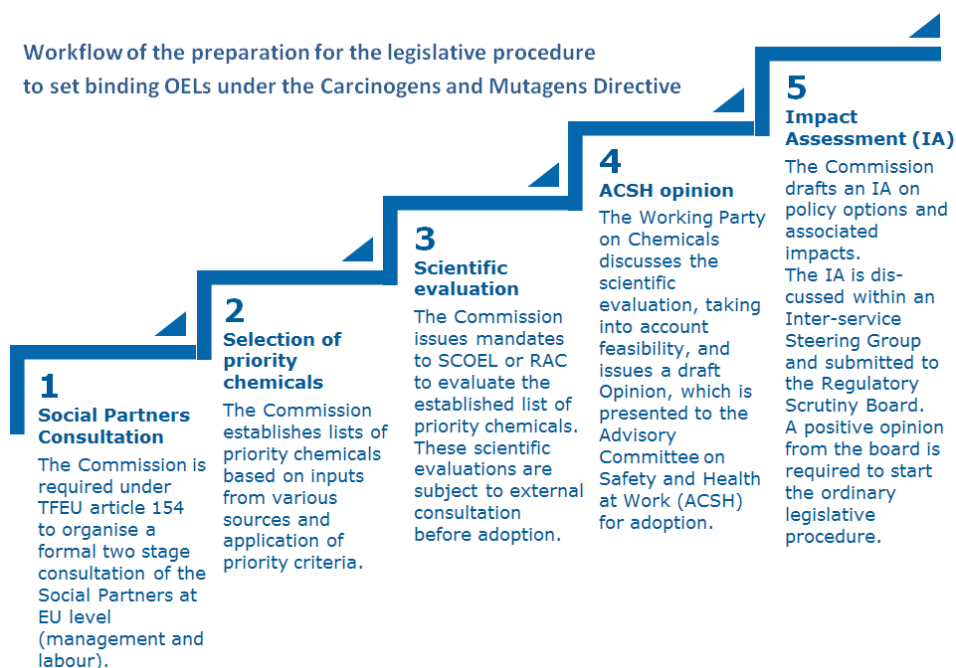 Workflow of the preparation for the legislative procedure
to set binding OELs under the Carcinogens and Mutagens Directive
1
Social Partners
Consultation
The Commission is
required under
TFEU article 154
to organise a
formal two stage
consultation of the
Social Partners at
EU level
(management and
labour).
2
Selection of
priority
chemicals
The Commission
establishes lists of
priority chemicals
based on inputs
from various
sources and
application of
priority criteria.
3
Scientific
evaluation
The Commission
issues mandates
to SCOEL or RAC
to evaluate the
established list of
priority chemicals.
These scientific
evaluations are
subject to external
consultation
before adoption.
4
ACSH opinion
The Working Party
on Chemicals
discusses the
scientific
evaluation, taking
into account
feasibility, and
issues a draft
Opinion, which is
presented to the
Advisory
Committee on
Safety and Health
at Work (ACSH)
for adoption.
5
Impact
Assessment (IA)
The Commission
drafts an IA on
policy options and
associated
impacts.
The IA is dis-
cussed within an
Inter-service
Steering Group
and submitted to
the Regulatory
Scrutiny Board.
A positive opinion
from the board is
required to start
the ordinary
legislative
procedure.